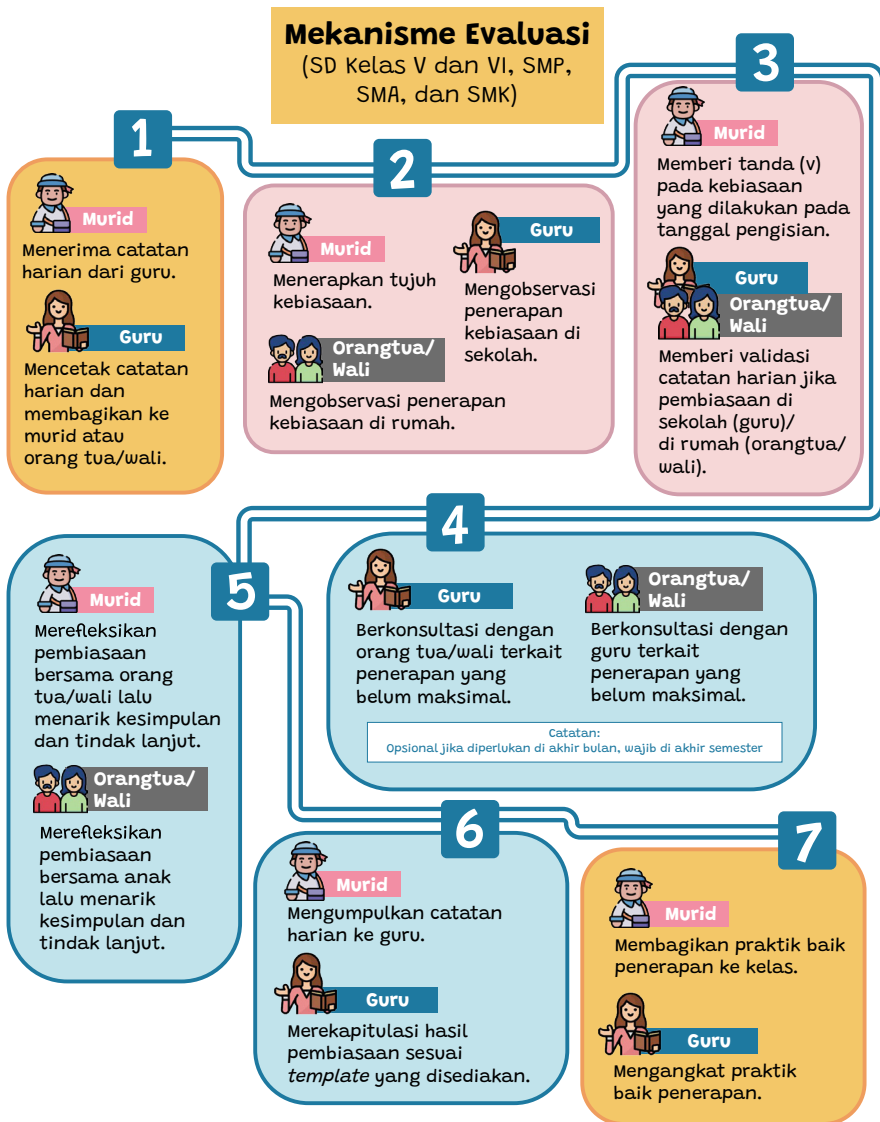 Mekanisme Evaluasi
(SD Kelas V dan VI, SMP,
SMA, dan SMK)
1
Murid
Menerima catatan
harian dari guru.
Guru
Mencetak catatan
harian dan
membagikan ke
murid atau
orang tua/wali.
2
Murid
Menerapkan tujuh
kebiasaan.
Guru
Mengobservasi
penerapan
kebiasaan di
sekolah.
Orangtua/
Wali
Mengobservasi penerapan
kebiasaan di rumah.
3
Murid
Memberi tanda (v)
pada kebiasaan
yang dilakukan pada
tanggal pengisian.
Guru
Orangtua/
Wali
Memberi validasi
catatan harian jika
pembiasaan di
sekolah (guru)/
di rumah (orangtua/
wali).
4
Guru
Berkonsultasi dengan
orang tua/wali terkait
penerapan yang
belum maksimal.
Orangtua/
Wali
Berkonsultasi dengan
guru terkait
penerapan yang
belum maksimal.
Catatan:
Opsional jika diperlukan di akhir bulan, wajib di akhir semester
5
Murid
Merefleksikan
pembiasaan
bersama orang
tua/wali lalu
menarik kesimpulan
dan tindak lanjut.
Orangtua/
Wali
Merefleksikan
pembiasaan
bersama anak
lalu menarik
kesimpulan dan
tindak lanjut.
6
Murid
Mengumpulkan catatan
harian ke guru.
Guru
Merekapitulasi hasil
pembiasaan sesuai
template yang disediakan.
7
Murid
Membagikan praktik baik
penerapan ke kelas.
Guru
Mengangkat praktik
baik penerapan.